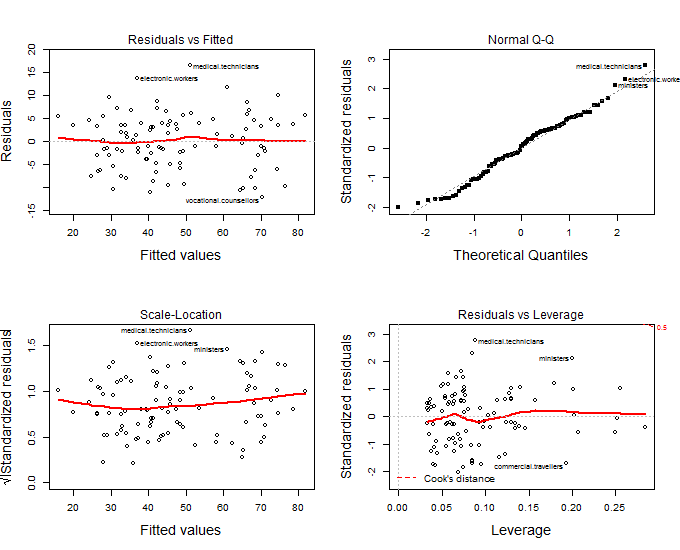 Residuals vs Fitted
Residuals
20
15
10
5
0
-5
-15
medical.technicians
electronic.workers
vocational.counsellors
20 30 40 50 60 70 80
Fitted values
Normal Q-Q
Standardized residuals
3
2
1
0
-1
-2
medical.technicians
electronic.worke
ministers
-2 -1 0 1 2
Theoretical Quantiles
Scale-Location
√|Standardized residuals
1.5
1.0
0.5
0.0
medical.technicians
electronic.workers
ministers
20 30 40 50 60 70 80
Fitted values
Residuals vs Leverage
Standardized residuals
3
2
1
0
-1
-2
0.5
medical.technicians
ministers
commercial.travellers
Cook's distance
0.00 0.05 0.10 0.15 0.20 0.25
Leverage